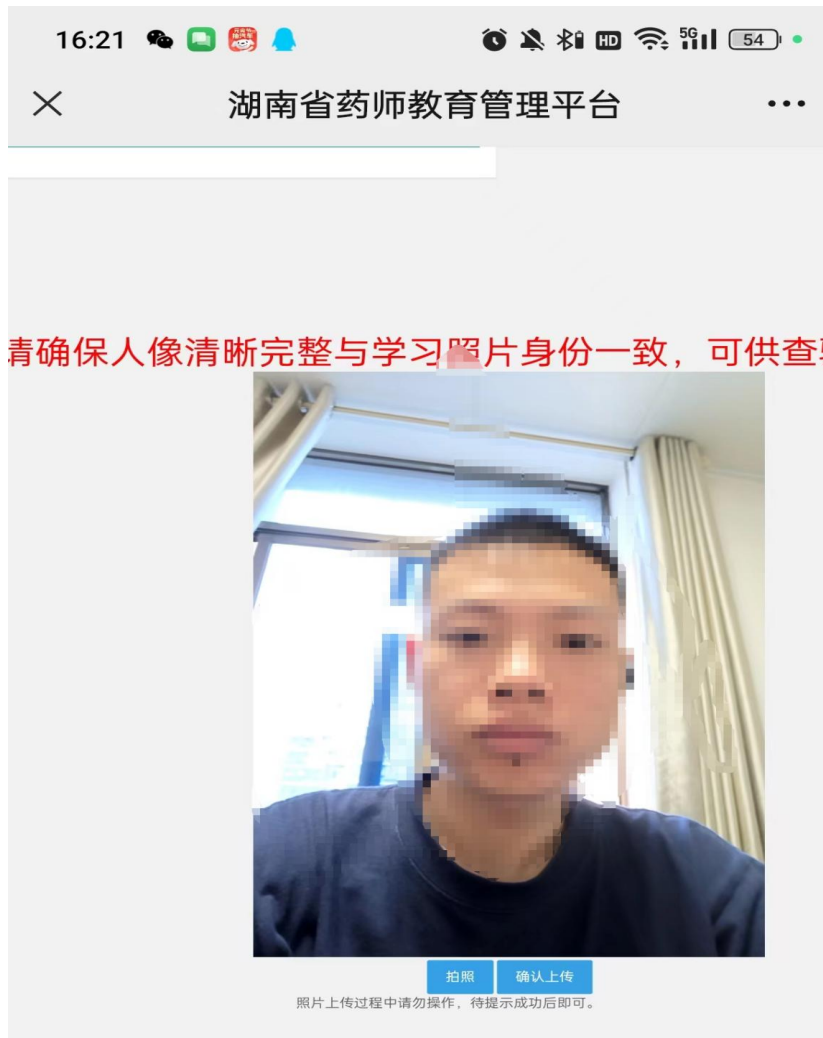 16:21 HD 5G 54
湖南省药师教育管理平台
请确保人像清晰完整与学习照片身份一致，可供查
拍照 确认上传
照片上传过程中请勿操作，待提示成功后即可。